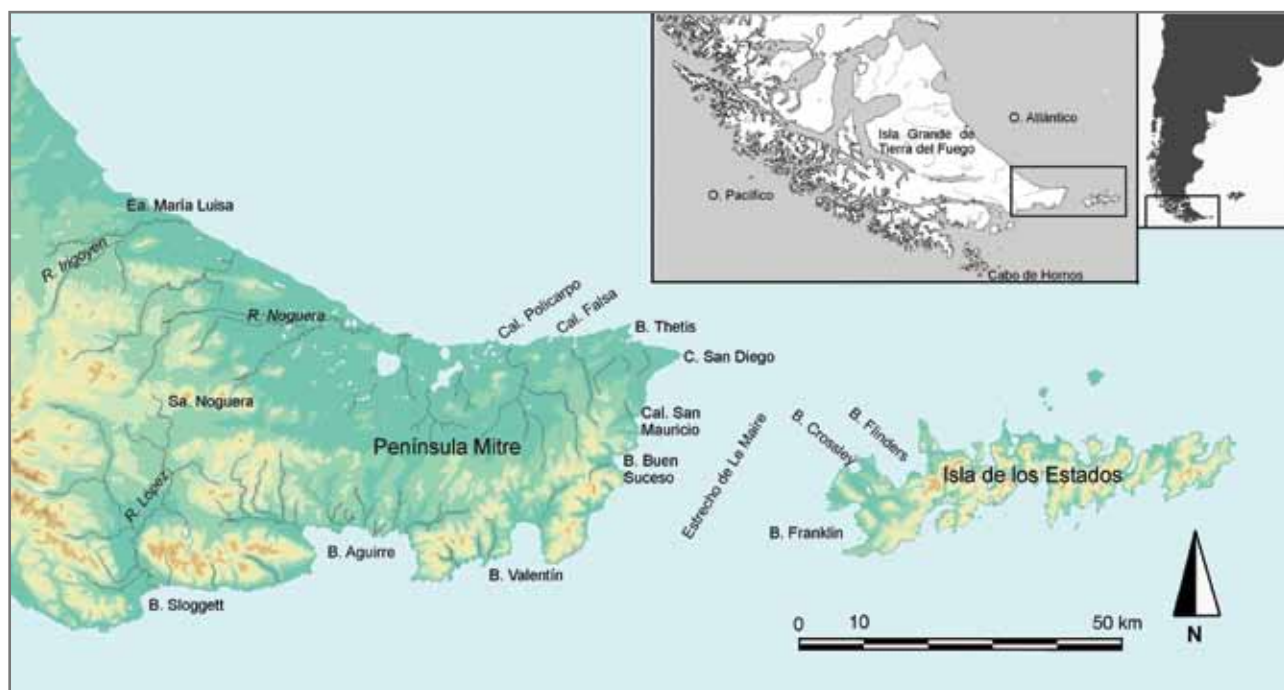 O. Atlántico
Isla Grande de
Tierra del Fuego
O. Pacífico
Cabo de Hornos
Ea. María Luisa
R. Irigoyen
R. Noguera
Cal. Policarpo
Cal. Falsa
B. Thetis
C. San Diego
Sa. Noguera
Cal. San
Mauricio
Península Mitre
B. Buen
Suceso
Estrecho de La Maire
B. Crossley
B. Flinders
Isla de los Estados
R. López
B. Franklin
B. Aguirre
B. Valentín
B. Sloggett
0 10 50 km
N